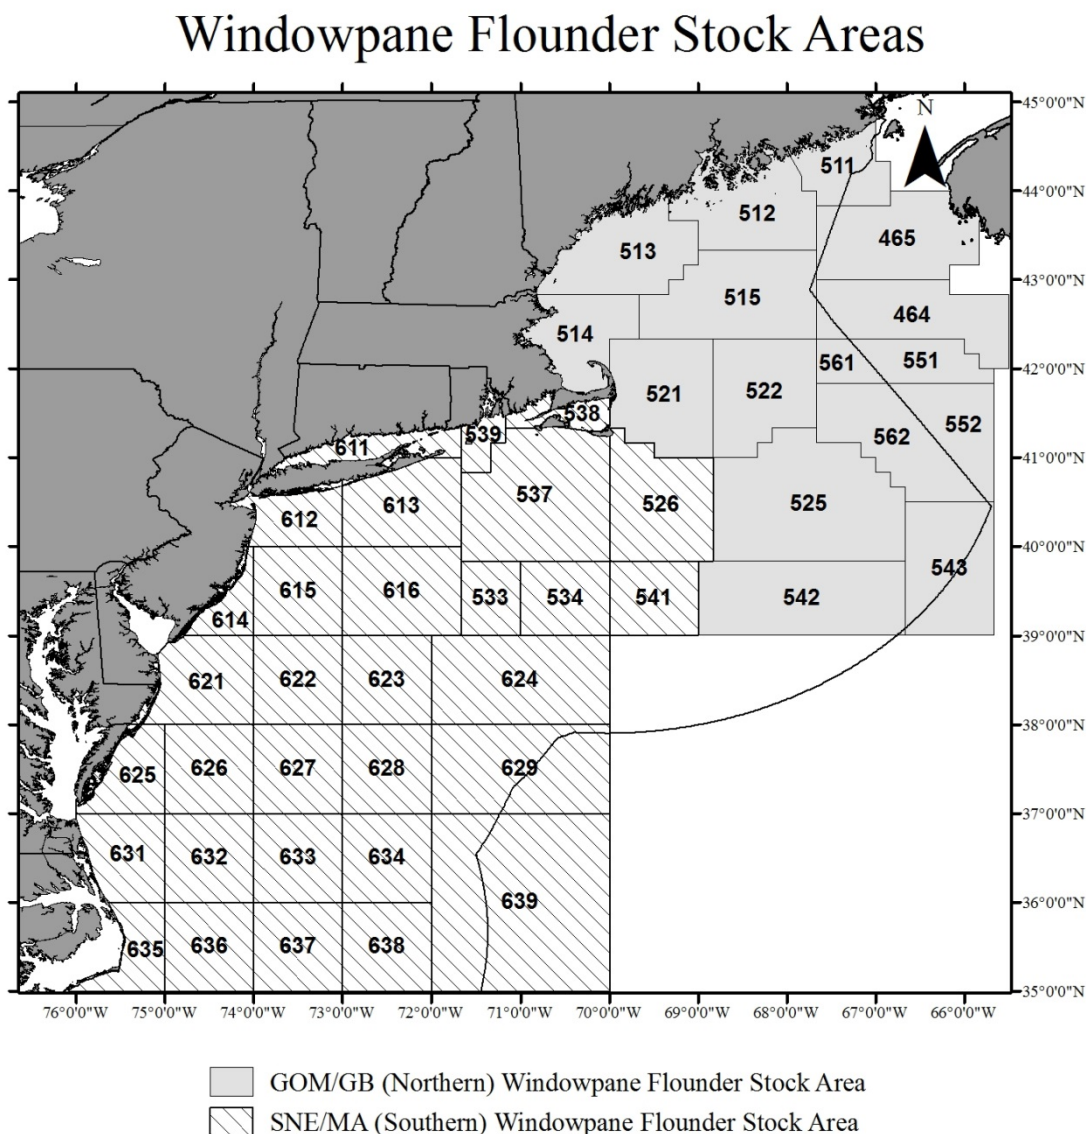 Windowpane Flounder Stock Areas
45°0'0"N
N
511
44°0'0"N
512
465
513
43°0'0"N
515
464
514
561
551
42°0'0"N
521
522
538
552
539
562
611
41°0'0"N
613
537
526
525
612
40°0'0"N
543
615
616
533
534
541
542
614
39°0'0"N
621
622
623
624
38°0'0"N
625
626
627
628
629
37°0'0"N
631
632
633
634
639
36°0'0"N
635
636
637
638
35°0'0"N
76°0'0"W 75°0'0"W 74°0'0"W 73°0'0"W 72°0'0"W 71°0'0"W 70°0'0"W 69°0'0"W 68°0'0"W 67°0'0"W 66°0'0"W
GOM/GB (Northern) Windowpane Flounder Stock Area
SNE/MA (Southern) Windowpane Flounder Stock Area